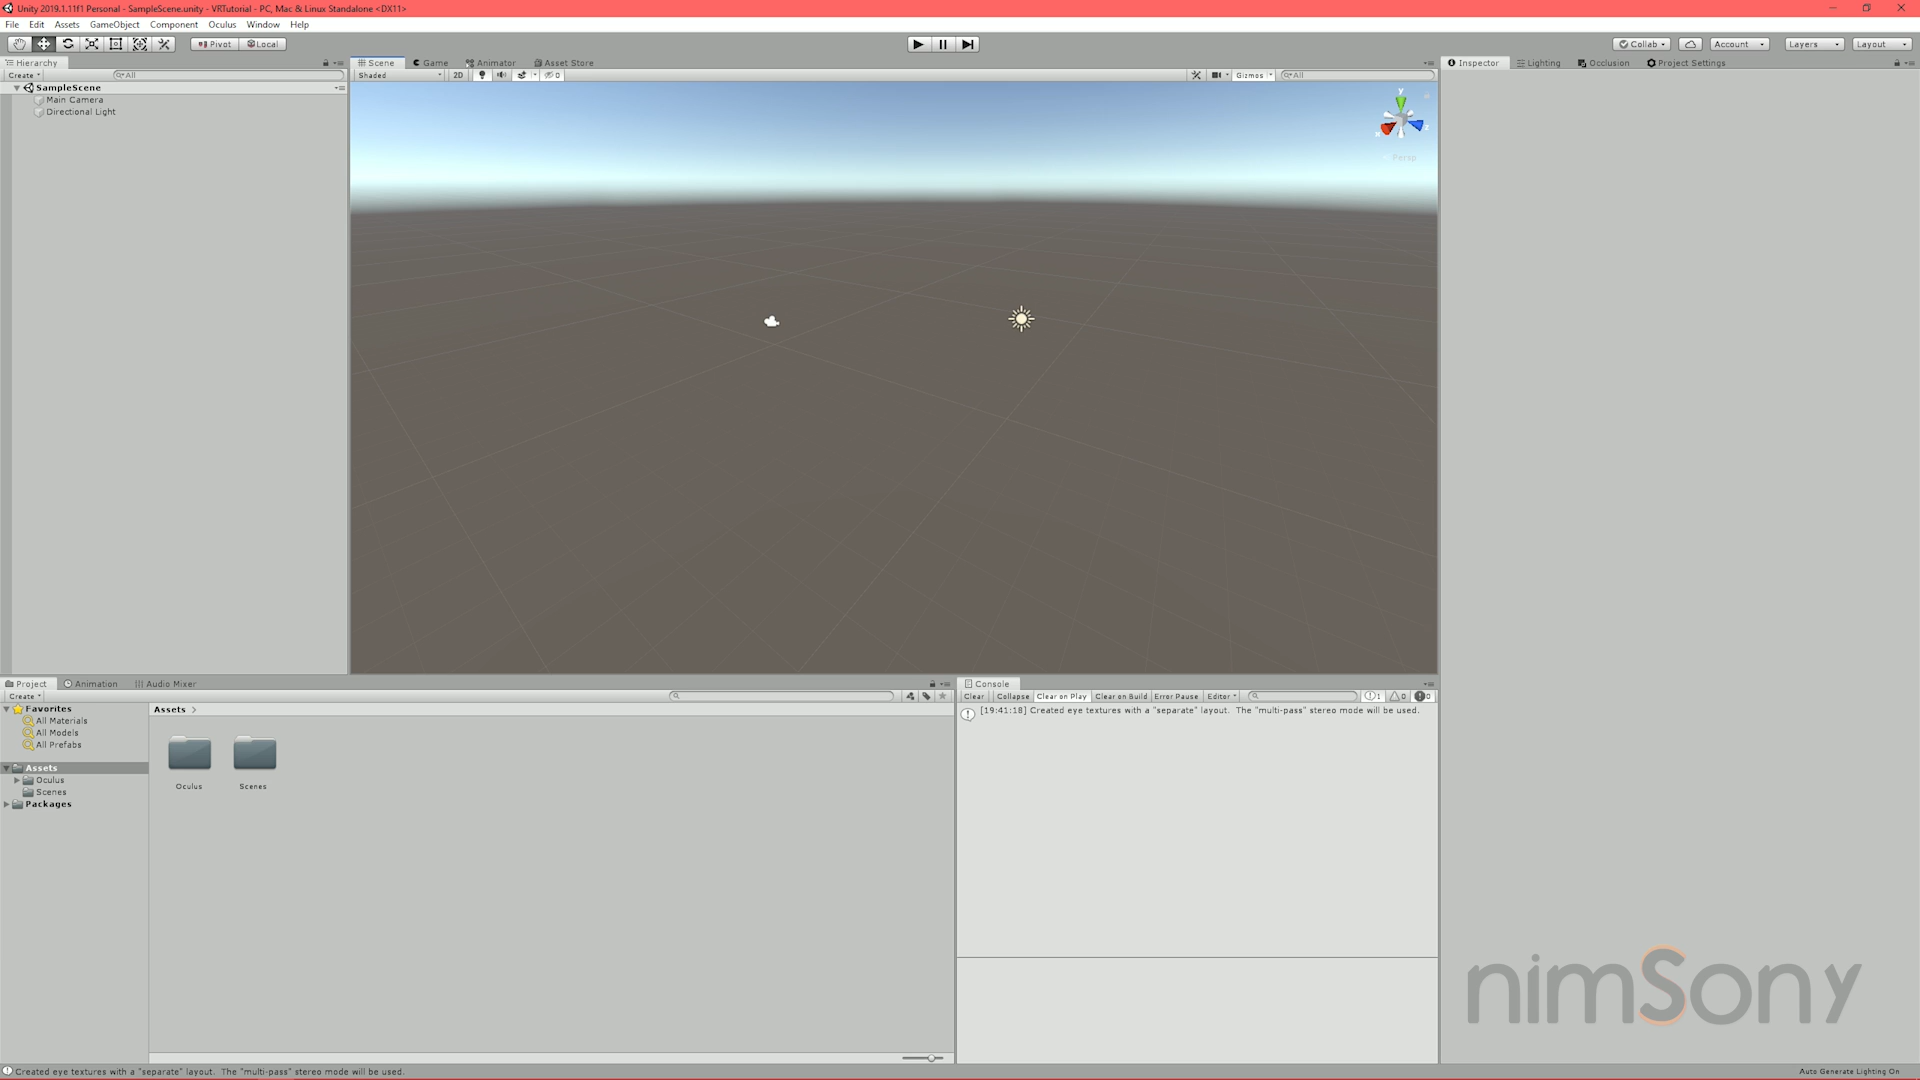 Unity 2019.1.11f1 Personal - SampleScene.unity - VRTutorial - PC, Mac & Linux Standalone <DX11>
File Edit Assets GameObject Component Oculus Window Help
Pivot Local
Collab Account Layers Layout
Hierarchy
Create All
SampleScene
Main Camera
Directional Light
Scene Game Animator Asset Store
Shaded 2D 0 Gizmos All
y
x z
Persp
Inspector Lighting Occlusion Project Settings
Project Animation Audio Mixer
Create
Favorites
All Materials
All Models
All Prefabs
Assets
Oculus
Scenes
Packages
Assets >
Oculus Scenes
Console
Clear Collapse Clear on Play Clear on Build Error Pause Editor 1 0 0
[19:41:18] Created eye textures with a "separate" layout. The "multi-pass" stereo mode will be used.
nimSony
Created eye textures with a "separate" layout. The "multi-pass" stereo mode will be used.
Auto Generate Lighting On